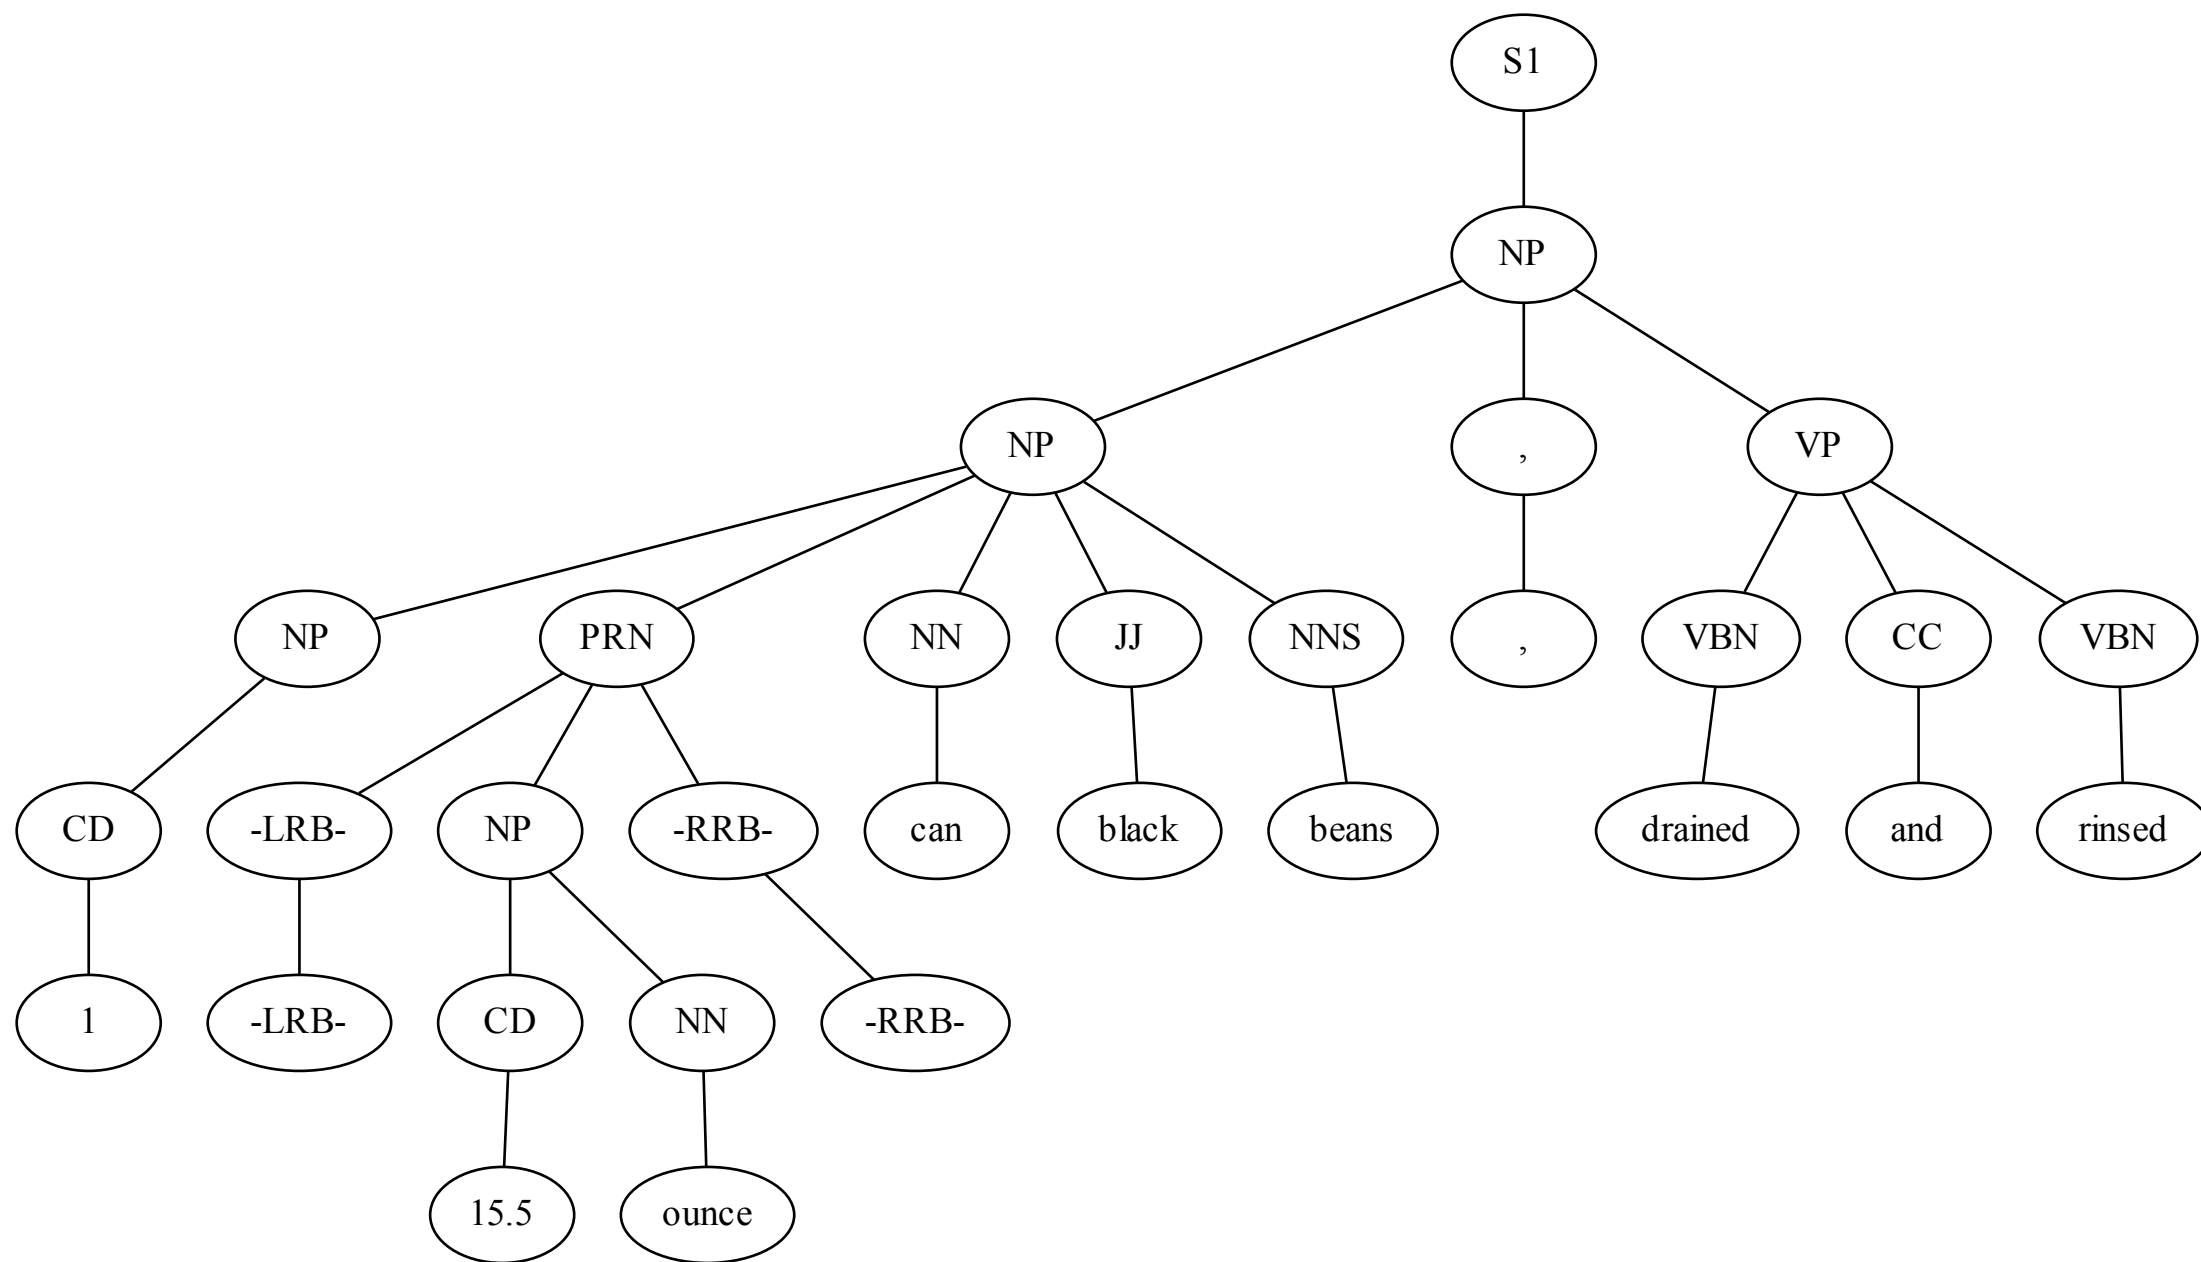 S1
NP
NP , VP
NP PRN NN JJ NNS , VBN CC VBN
CD -LRB- NP -RRB- can black beans drained and rinsed
1 -LRB- CD NN -RRB-
15.5 ounce